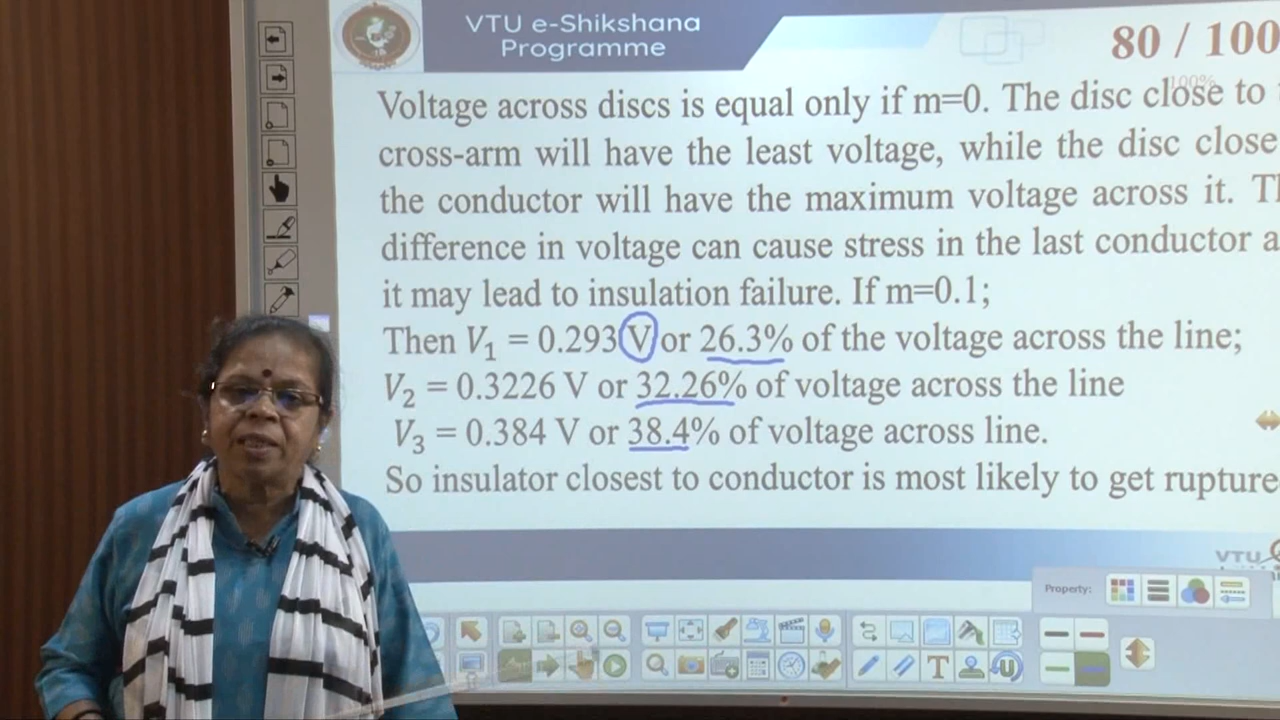 VTU e-Shikshana
Programme
80 / 100
100%
Voltage across discs is equal only if m=0. The disc close to
cross-arm will have the least voltage, while the disc close
the conductor will have the maximum voltage across it.
difference in voltage can cause stress in the last conductor
it may lead to insulation failure. If m=0.1;
Then V₁ = 0.293 V or 26.3% of the voltage across the line;
V₂ = 0.3226 V or 32.26% of voltage across the line
V₃ = 0.384 V or 38.4% of voltage across line.
So insulator closest to conductor is most likely to get rupture
VTU
Property: